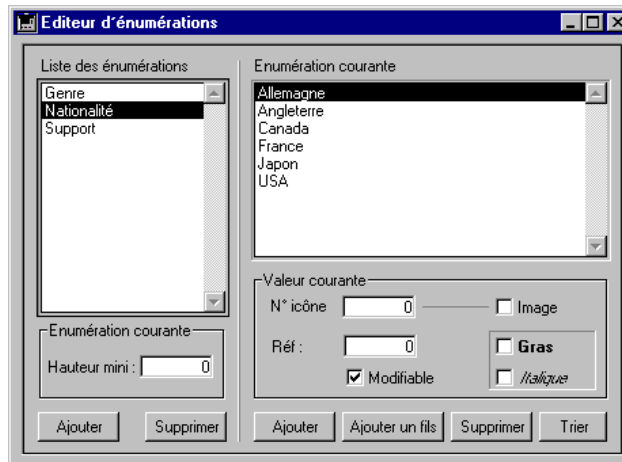 Editeur d'énumérations
Liste des énumérations
Genre
Nationalité
Support
Enumération courante
Hauteur mini : 0
Ajouter Supprimer
Enumération courante
Allemagne
Angleterre
Canada
France
Japon
USA
Valeur courante
N° icône 0 Image
Réf : 0 Gras
Modifiable Italique
Ajouter Ajouter un fils Supprimer Trier